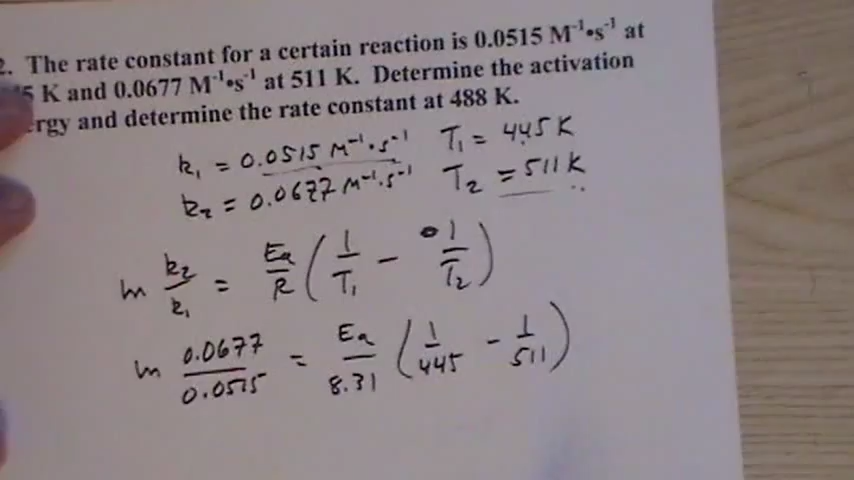 2. The rate constant for a certain reaction is 0.0515 M⁻¹•s⁻¹ at
5 K and 0.0677 M⁻¹•s⁻¹ at 511 K. Determine the activation
rgy and determine the rate constant at 488 K.
k₁ = 0.0515 M⁻¹·s⁻¹ T₁ = 445 K
k₂ = 0.0677 M⁻¹·s⁻¹ T₂ = 511 K
ln k₂/k₁ = Ea/R (1/T₁ - 1/T₂)
ln 0.0677/0.0515 = Ea/8.31 (1/445 - 1/511)